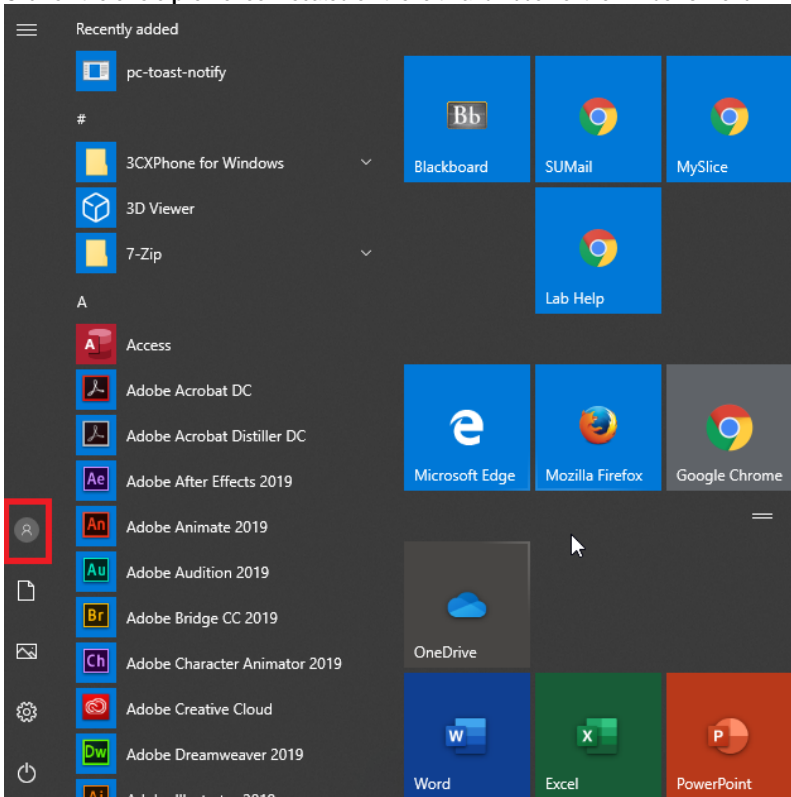 Recently added
pc-toast-notify
#
3CXPhone for Windows
3D Viewer
7-Zip
A
A
Access
Adobe Acrobat DC
Adobe Acrobat Distiller DC
Ae
Adobe After Effects 2019
An
Adobe Animate 2019
Au
Adobe Audition 2019
Br
Adobe Bridge CC 2019
Ch
Adobe Character Animator 2019
Adobe Creative Cloud
Dw
Adobe Dreamweaver 2019
Bb
Blackboard
SUMail
MySlice
Lab Help
Microsoft Edge
Mozilla Firefox
Google Chrome
OneDrive
W
Word
X
Excel
P
PowerPoint